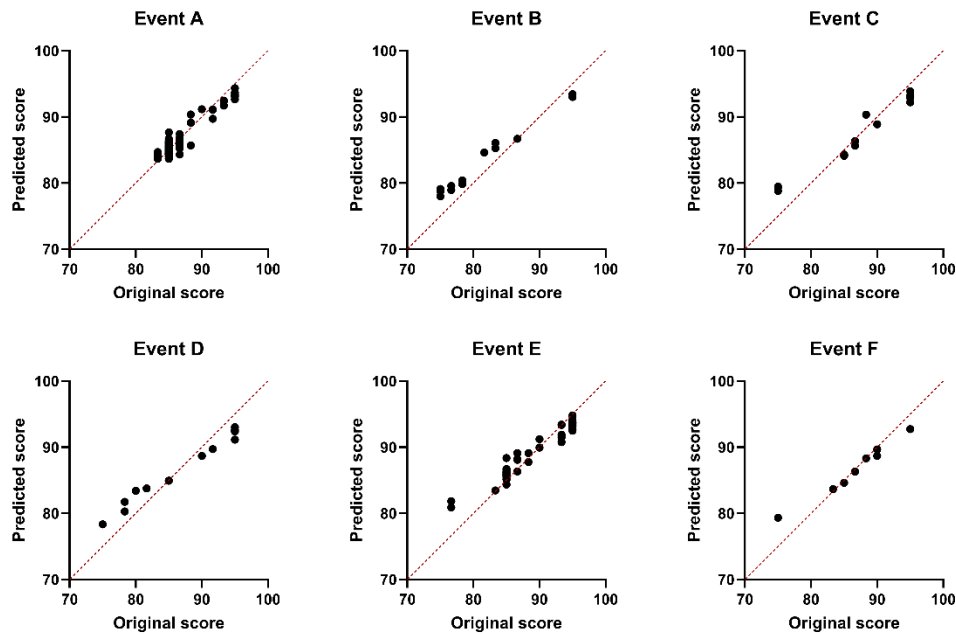 Event A
Event B
Event C
100
90
80
70
Predicted score
70 80 90 100
Original score
100
90
80
70
Predicted score
70 80 90 100
Original score
100
90
80
70
Predicted score
70 80 90 100
Original score
Event D
Event E
Event F
100
90
80
70
Predicted score
70 80 90 100
Original score
100
90
80
70
Predicted score
70 80 90 100
Original score
100
90
80
70
Predicted score
70 80 90 100
Original score